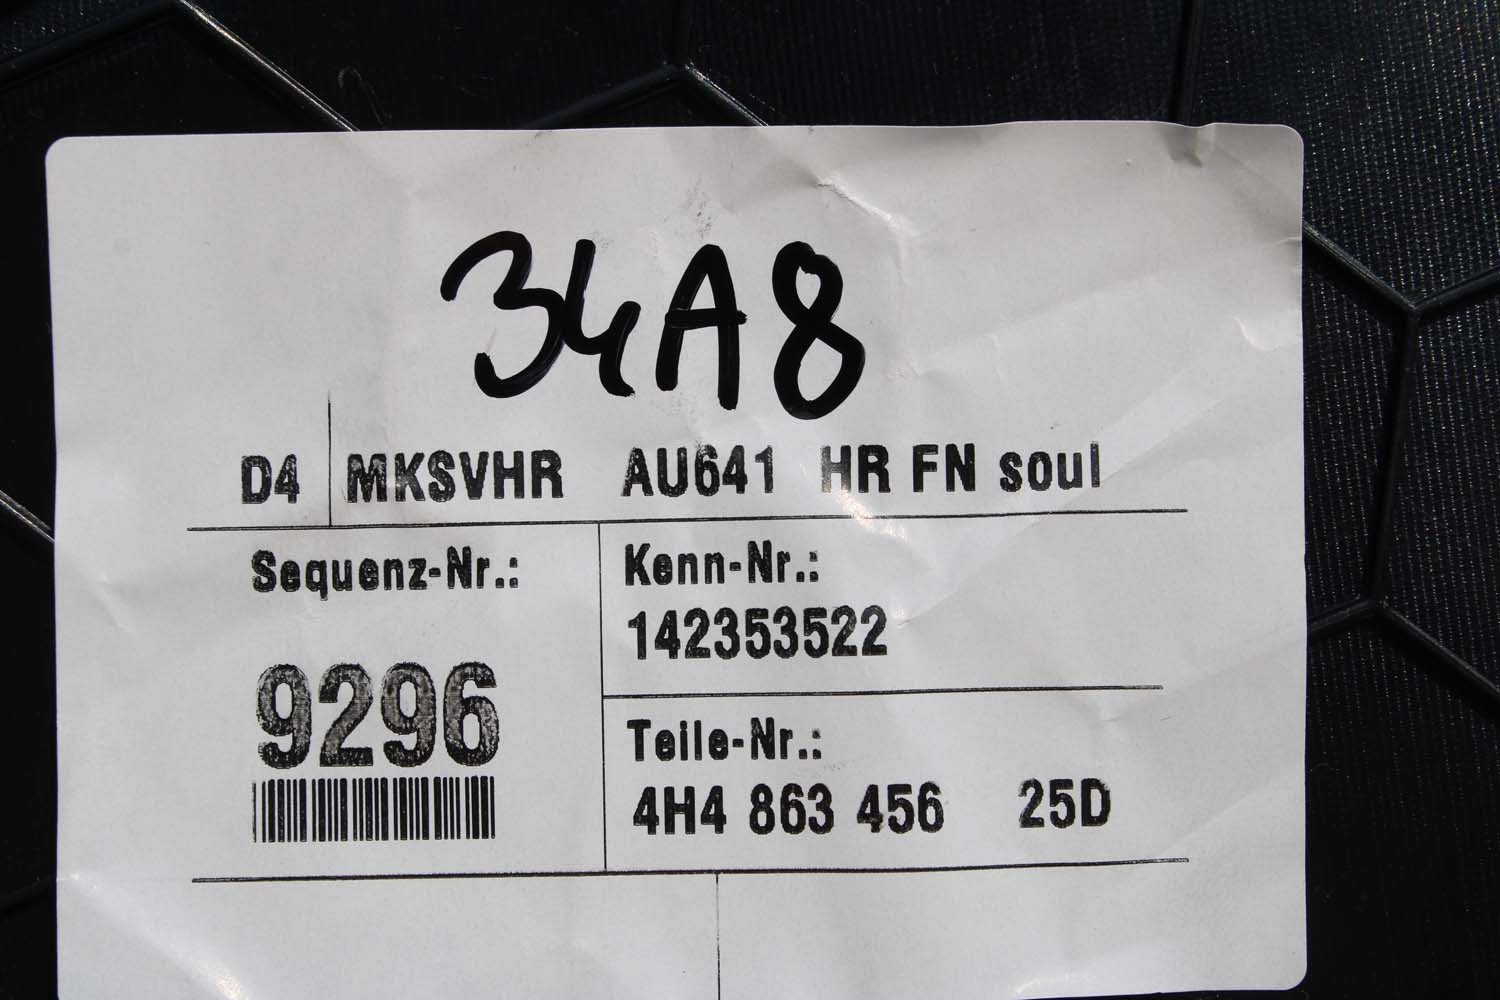 34A8
D4 MKSVHR AU641 HR FN soul
Sequenz-Nr.:
9296
Kenn-Nr.:
142353522
Teile-Nr.:
4H4 863 456 25D